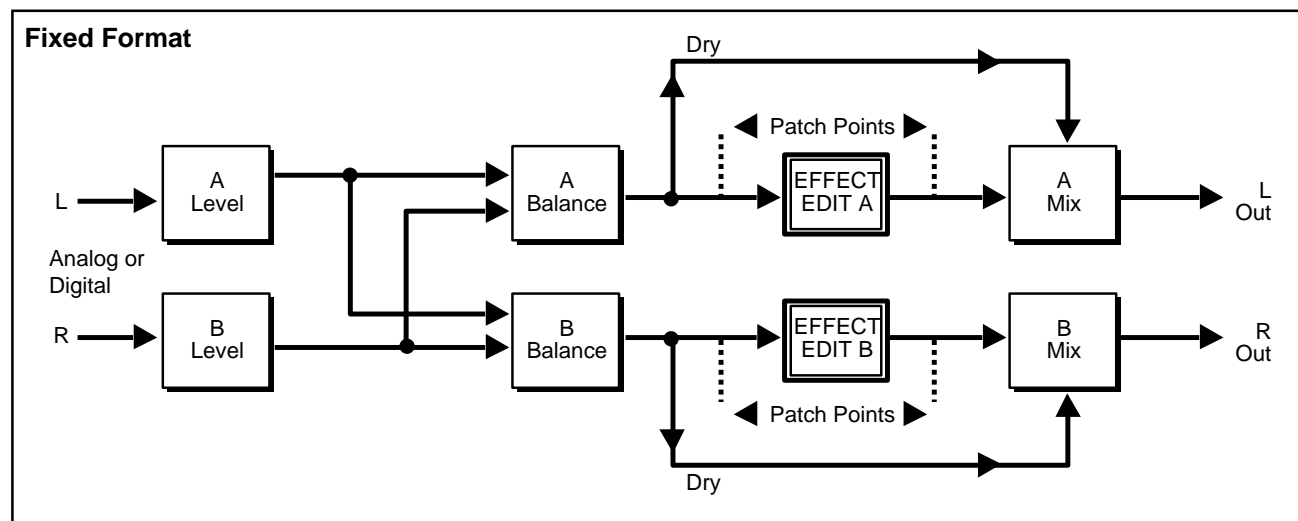 Fixed Format
Dry
Patch Points
L
A
Level
A
Balance
EFFECT
EDIT A
A
Mix
L
Out
Analog or
Digital
R
B
Level
B
Balance
EFFECT
EDIT B
B
Mix
R
Out
Patch Points
Dry